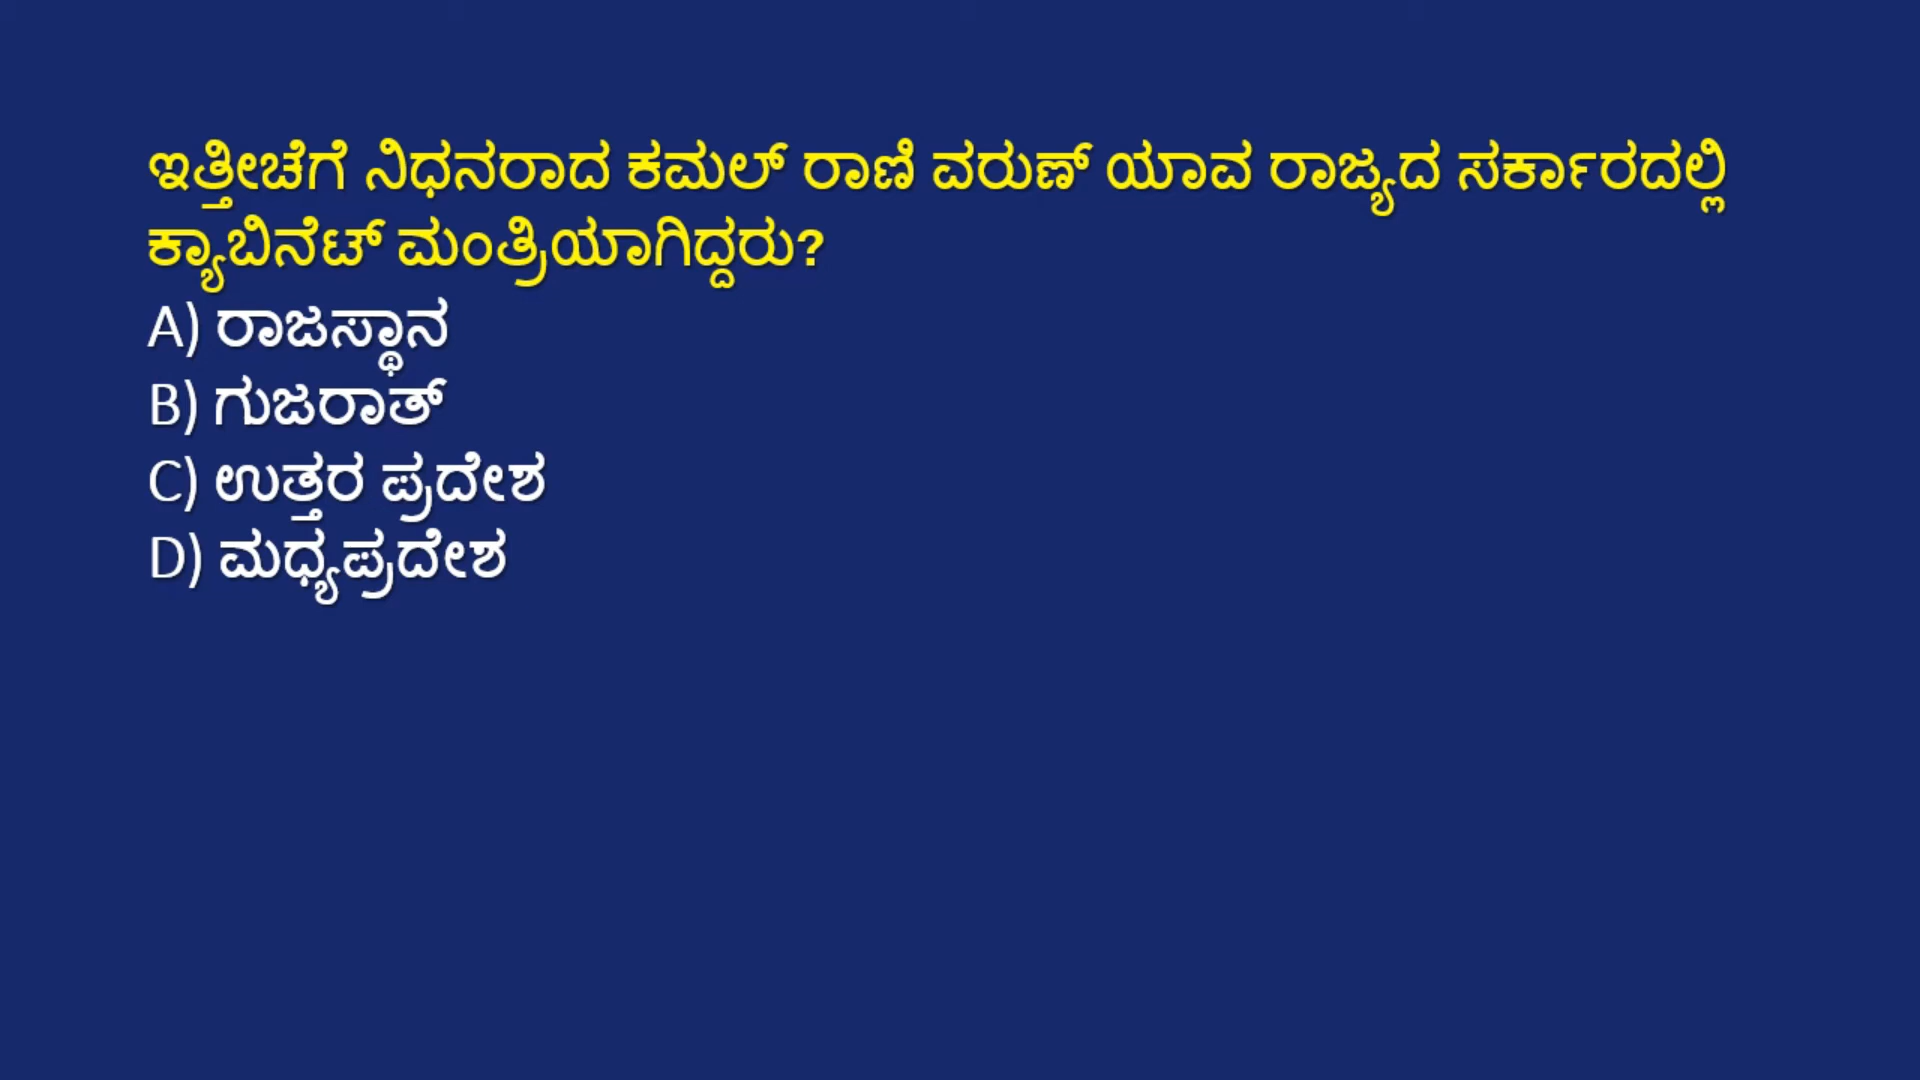 ಇತ್ತೀಚೆಗೆ ನಿಧನರಾದ ಕಮಲ್ ರಾಣಿ ವರುಣ್ ಯಾವ ರಾಜ್ಯದ ಸರ್ಕಾರದಲ್ಲಿ
ಕ್ಯಾಬಿನೆಟ್ ಮಂತ್ರಿಯಾಗಿದ್ದರು?
A) ರಾಜಸ್ಥಾನ
B) ಗುಜರಾತ್
C) ಉತ್ತರ ಪ್ರದೇಶ
D) ಮಧ್ಯಪ್ರದೇಶ